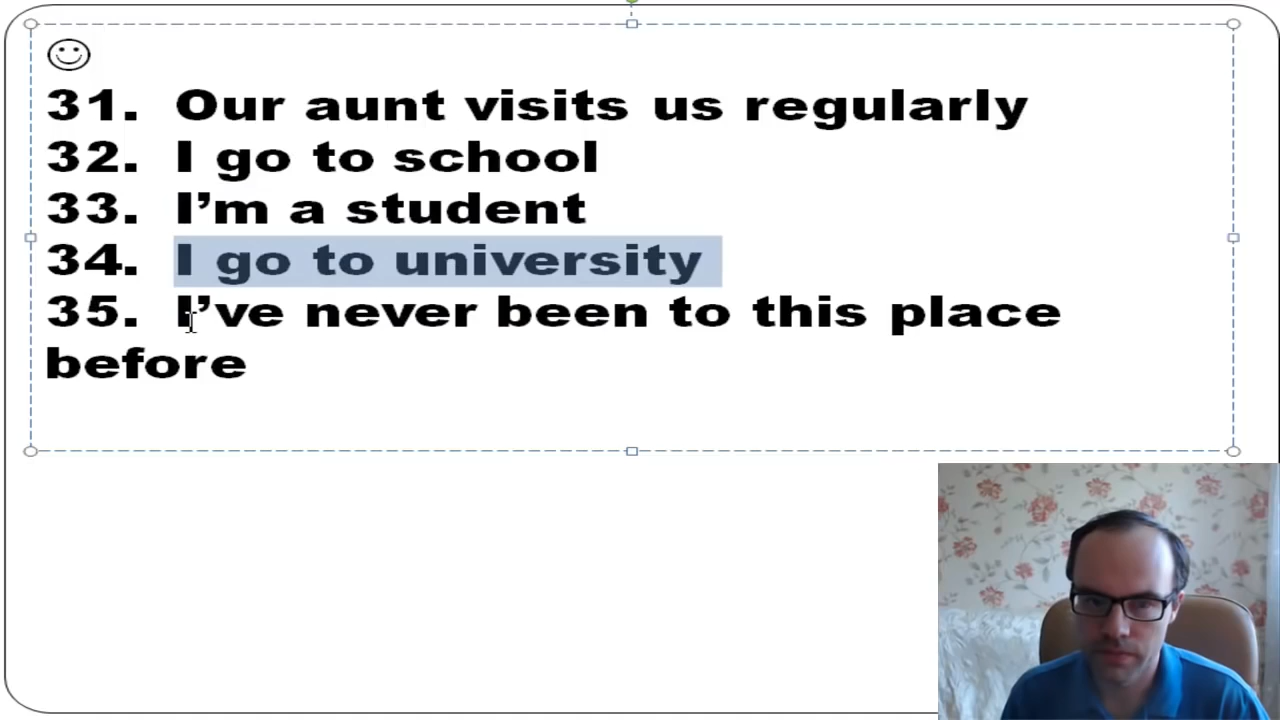 31. Our aunt visits us regularly
32. I go to school
33. I’m a student
34. I go to university
35. I’ve never been to this place
before